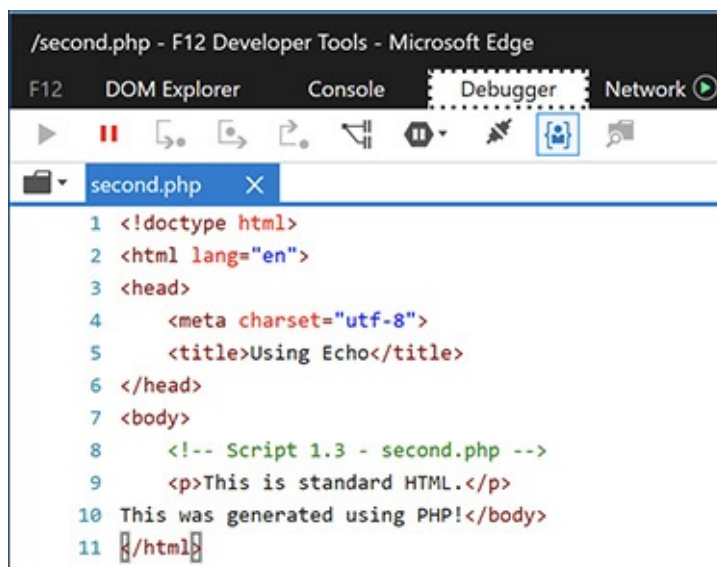 /second.php - F12 Developer Tools - Microsoft Edge
F12 DOM Explorer Console Debugger Network
second.php
1 <!doctype html>
2 <html lang="en">
3 <head>
4     <meta charset="utf-8">
5     <title>Using Echo</title>
6 </head>
7 <body>
8     <!-- Script 1.3 - second.php -->
9     <p>This is standard HTML.</p>
10 This was generated using PHP!</body>
11 </html>